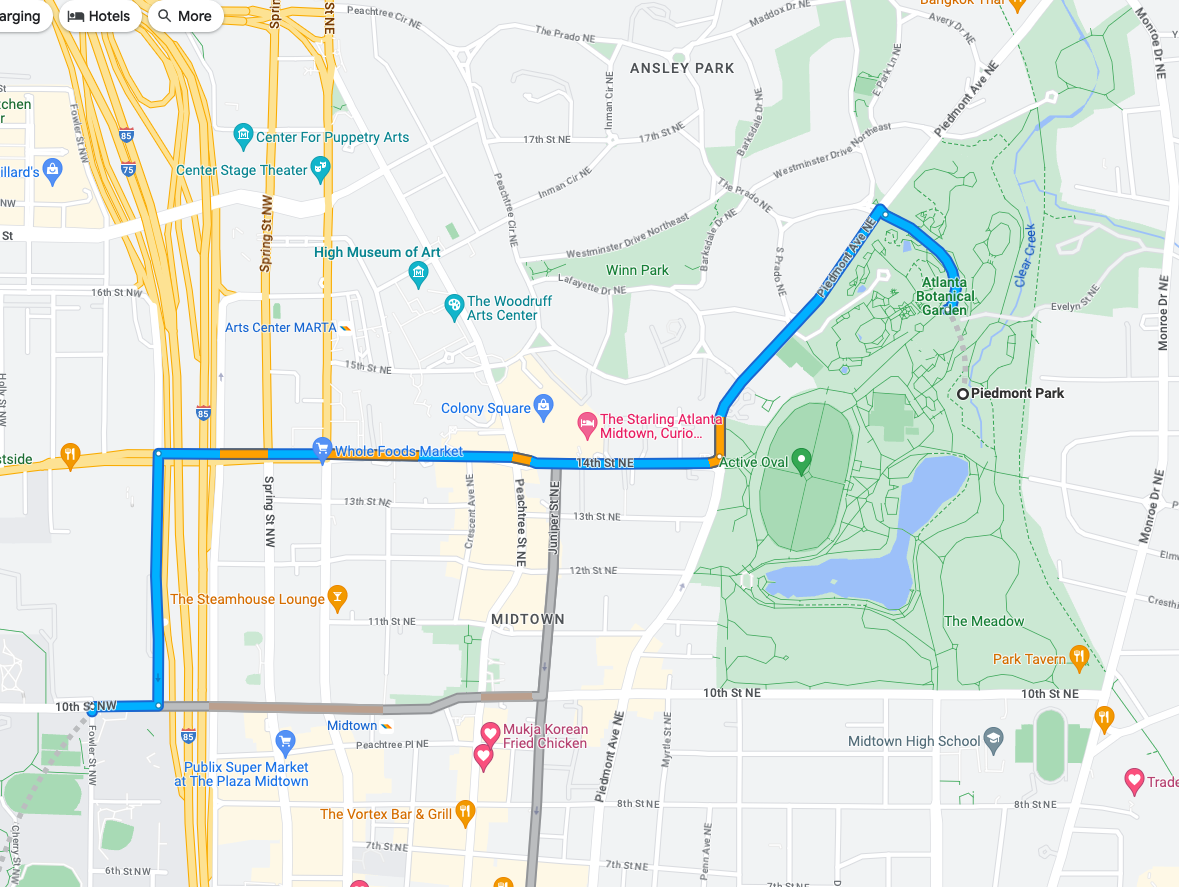 arging
Hotels
More
Bangkok Thai
Peachtree Cir NE
The Prado NE
Maddox Dr NE
Avery Dr NE
Monroe Dr NE
ANSLEY PARK
E Park Ln NE
Piedmont Ave NE
Spring
St NE
tchen
Fowler St NW
85
75
Center For Puppetry Arts
Center Stage Theater
illard's
NW
St
Spring St NW
17th St NE
17th St NE
Inman Cir NE
Inman Cir NE
Barksdale Dr NE
Westminster Drive Northeast
The Prado NE
Peachtree Cir NE
Westminster Drive Northeast
Barksdale Dr NE
S Prado NE
Piedmont Ave NE
Clear Creek
High Museum of Art
Winn Park
Lafayette Dr NE
The Woodruff
Arts Center
Atlanta
Botanical
Garden
Evelyn St NE
Monroe Dr NE
16th St NW
Arts Center MARTA
15th St NE
Holly St NW
85
Colony Square
The Starling Atlanta
Midtown, Curio...
Piedmont Park
stside
Whole Foods Market
14th St NE
Active Oval
Spring St NW
Crescent Ave NE
Peachtree St NE
Juniper St NE
13th St NE
13th St NE
12th St NE
Monroe Dr NE
Elm
Cresthi
The Steamhouse Lounge
11th St NE
MIDTOWN
The Meadow
Park Tavern
10th St NW
10th St NE
10th St NE
Fowler St NW
85
Midtown
Peachtree Pl NE
Mukja Korean
Fried Chicken
Piedmont Ave NE
Myrtle St NE
Midtown High School
Publix Super Market
at The Plaza Midtown
Trade
The Vortex Bar & Grill
8th St NE
8th St NE
Cherry St NW
7th St NE
7th St NE
Penn Ave NE
6th St NW
7th St NE